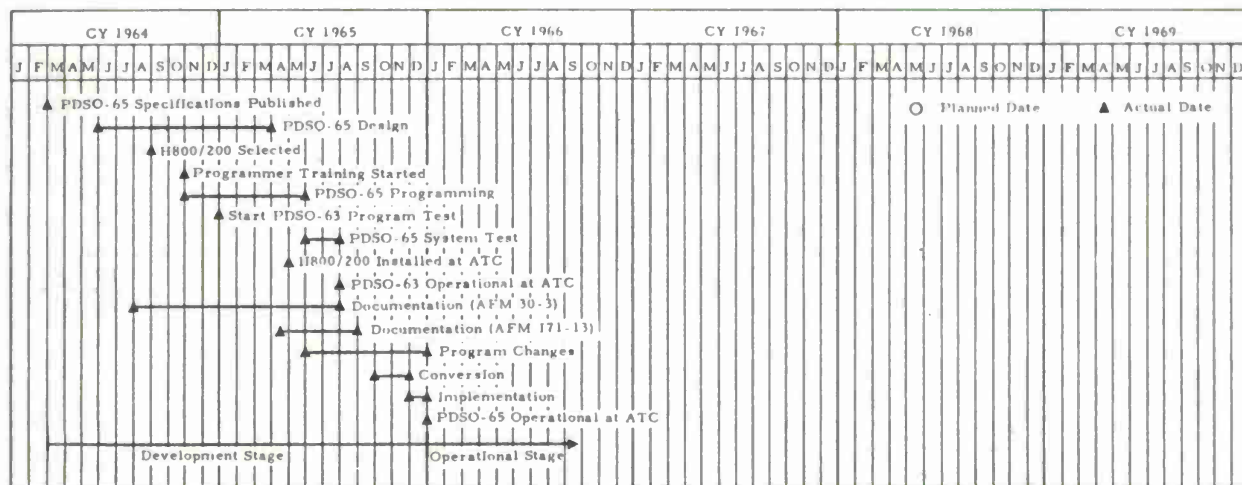 CY 1964 CY 1965 CY 1966 CY 1967 CY 1968 CY 1969
J F M A M J J A S O N D J F M A M J J A S O N D J F M A M J J A S O N D J F M A M J J A S O N D J F M A M J J A S O N D J F M A M J J A S O N D
PDSO-65 Specifications Published
Planned Date
Actual Date
PDSO-65 Design
H800/200 Selected
Programmer Training Started
PDSO-65 Programming
Start PDSO-63 Program Test
PDSO-65 System Test
H800/200 Installed at ATC
PDSO-63 Operational at ATC
Documentation (AFM 30-3)
Documentation (AFM 171-13)
Program Changes
Conversion
Implementation
PDSO-65 Operational at ATC
Development Stage
Operational Stage